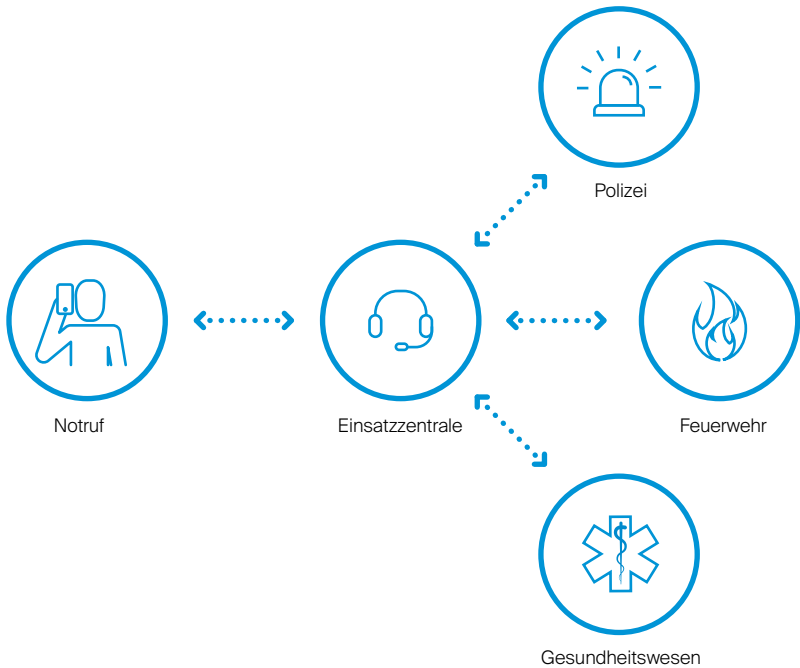 Polizei
Notruf
Einsatzzentrale
Feuerwehr
Gesundheitswesen